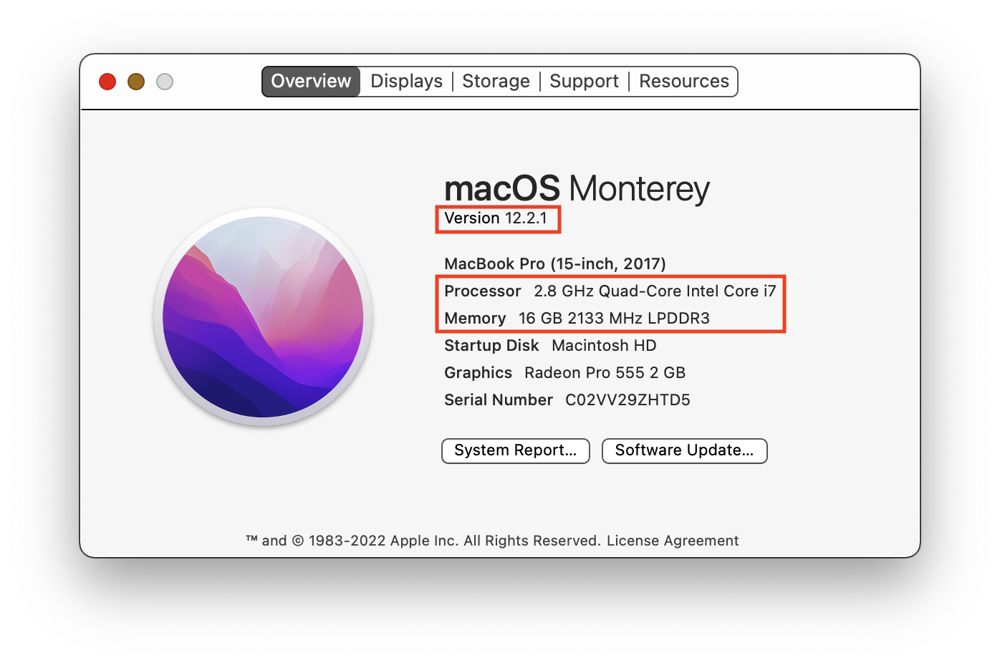 Overview Displays Storage Support Resources
macOS Monterey
Version 12.2.1
MacBook Pro (15-inch, 2017)
Processor 2.8 GHz Quad-Core Intel Core i7
Memory 16 GB 2133 MHz LPDDR3
Startup Disk Macintosh HD
Graphics Radeon Pro 555 2 GB
Serial Number C02VV29ZHTD5
System Report... Software Update...
™ and © 1983-2022 Apple Inc. All Rights Reserved. License Agreement